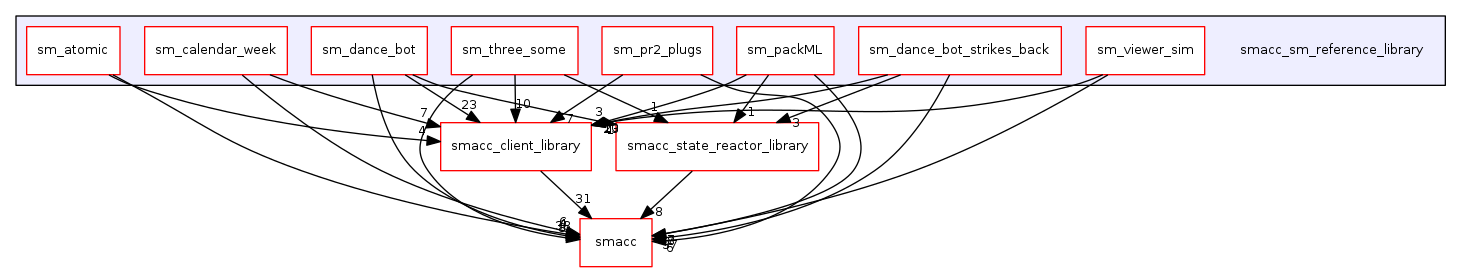 sm_atomic
sm_calendar_week
sm_dance_bot
sm_three_some
sm_pr2_plugs
sm_packML
sm_dance_bot_strikes_back
sm_viewer_sim
smacc_sm_reference_library
7
4
23
10
7
3
1
1
3
smacc_client_library
smacc_state_reactor_library
31
8
smacc